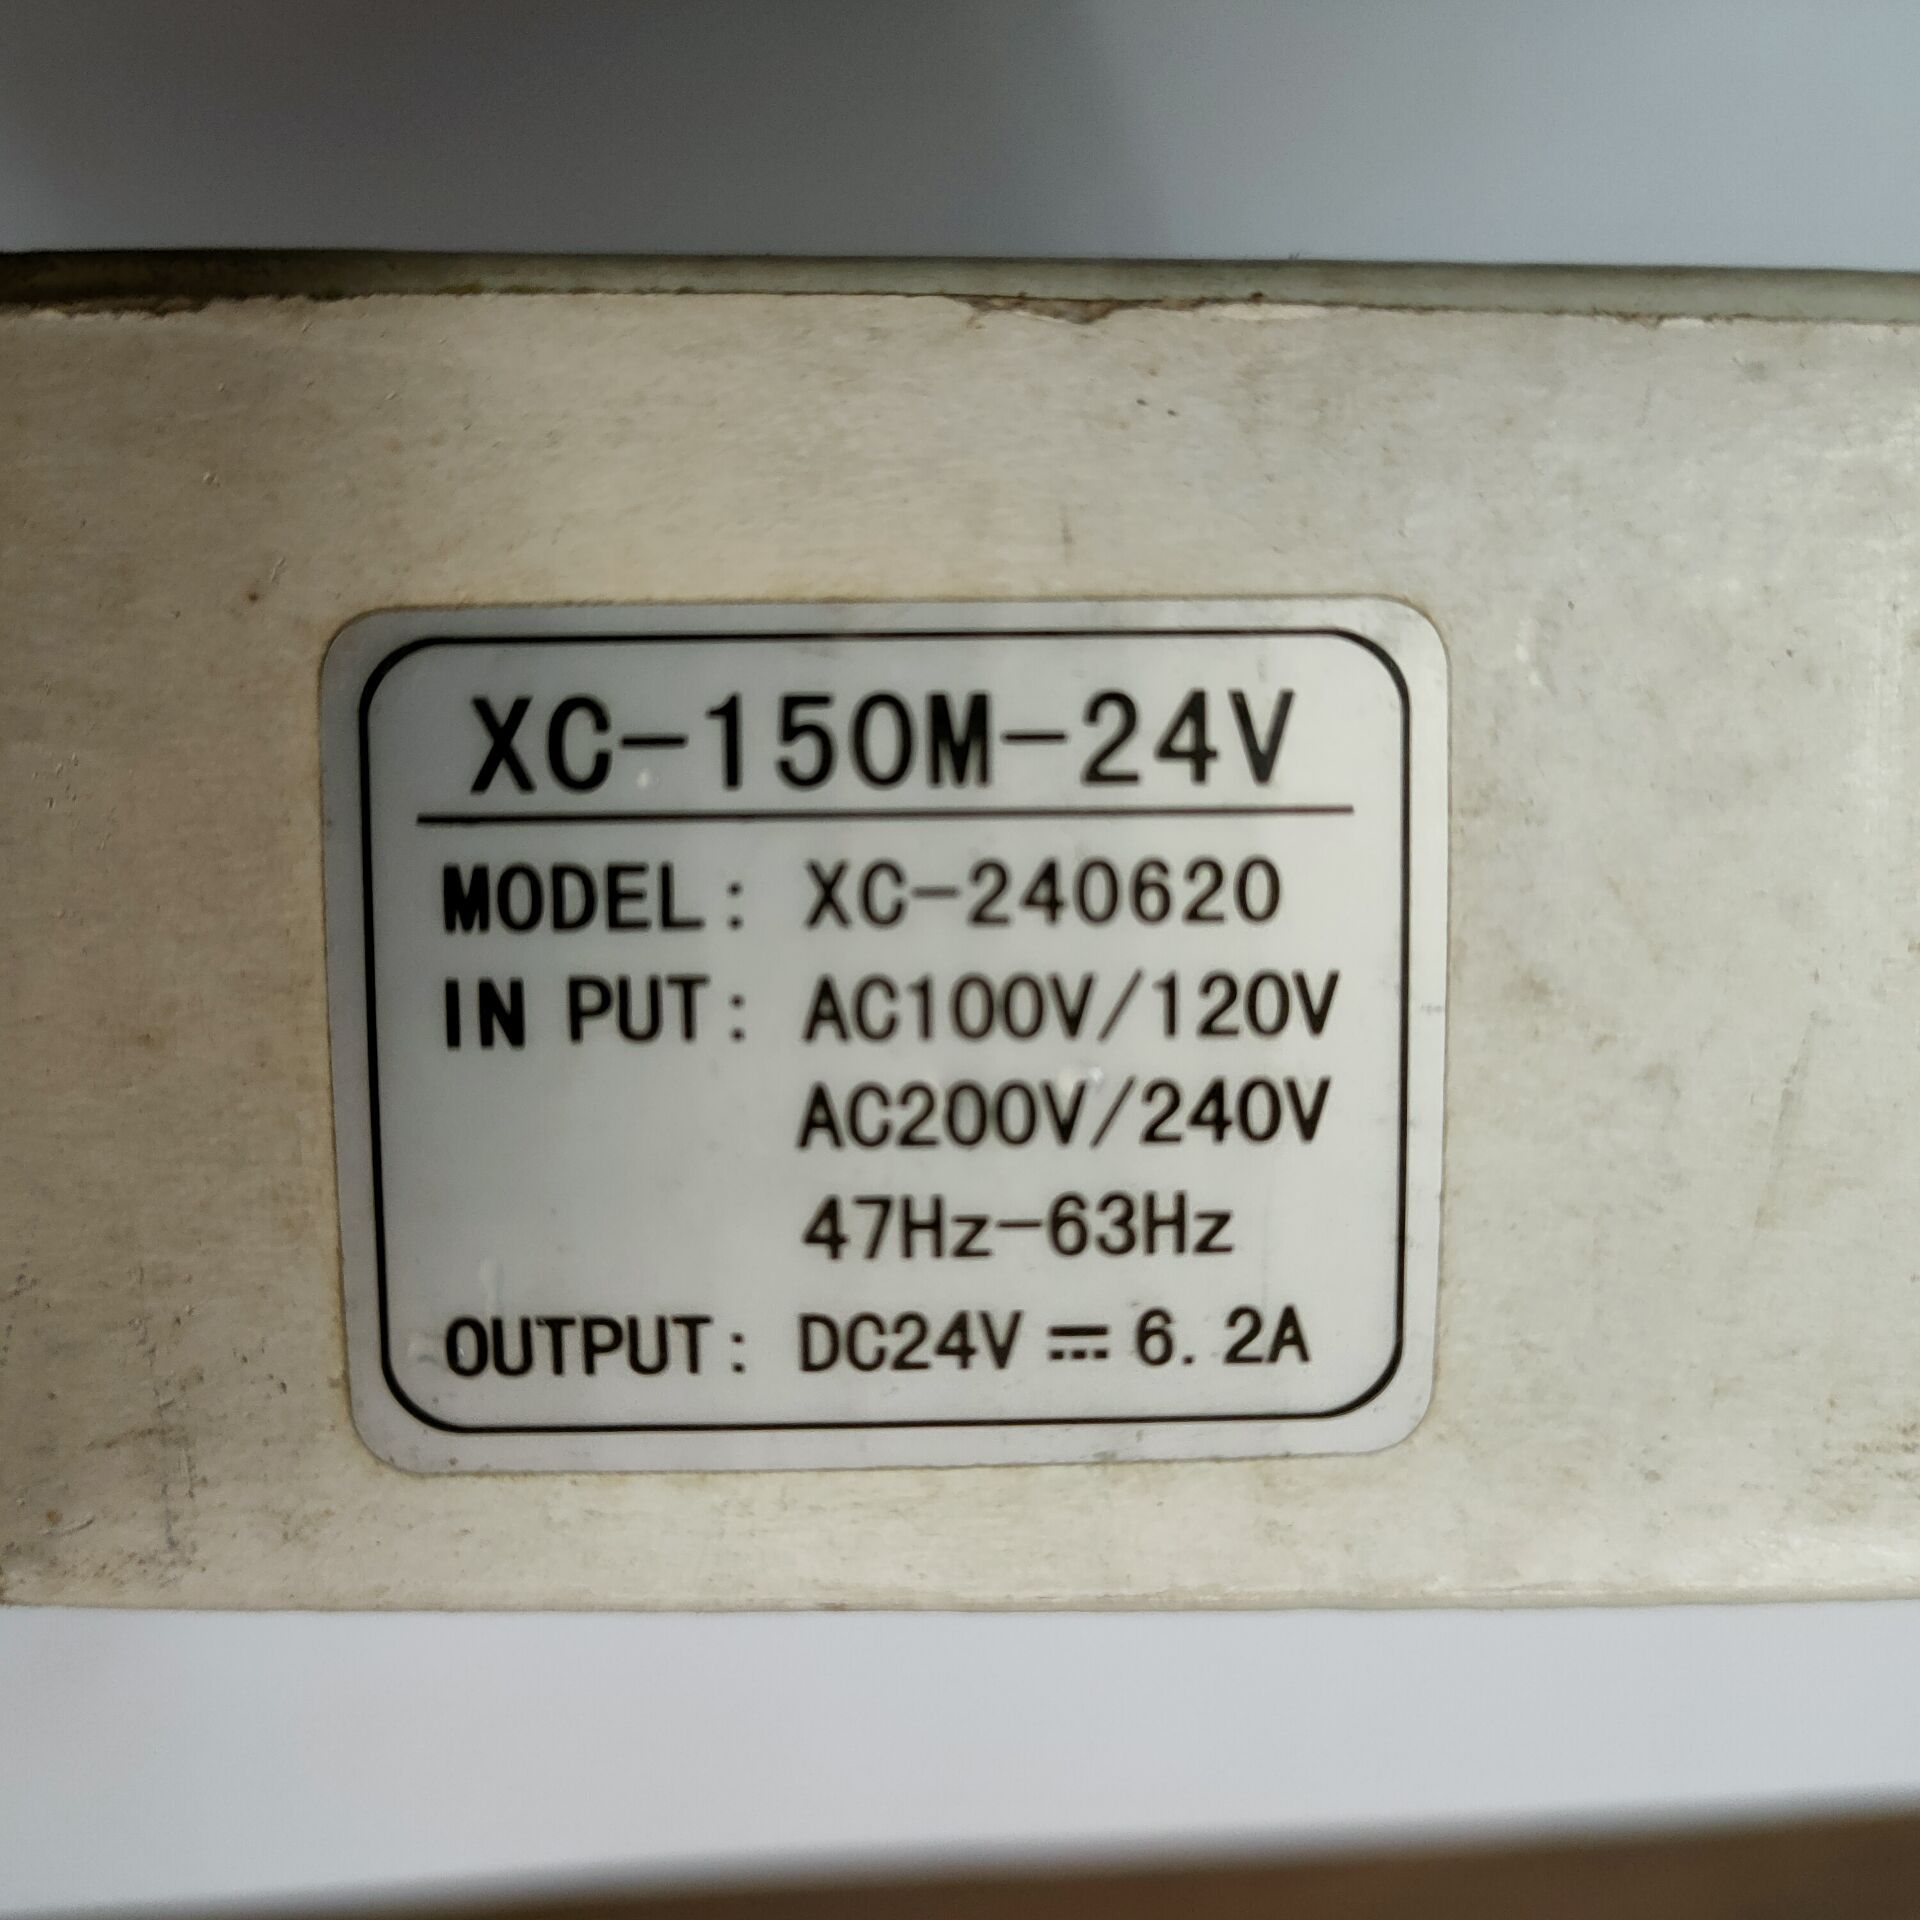 XC-150M-24V
MODEL: XC-240620
IN PUT: AC100V/120V
AC200V/240V
47Hz-63Hz
OUTPUT: DC24V⎓6.2A